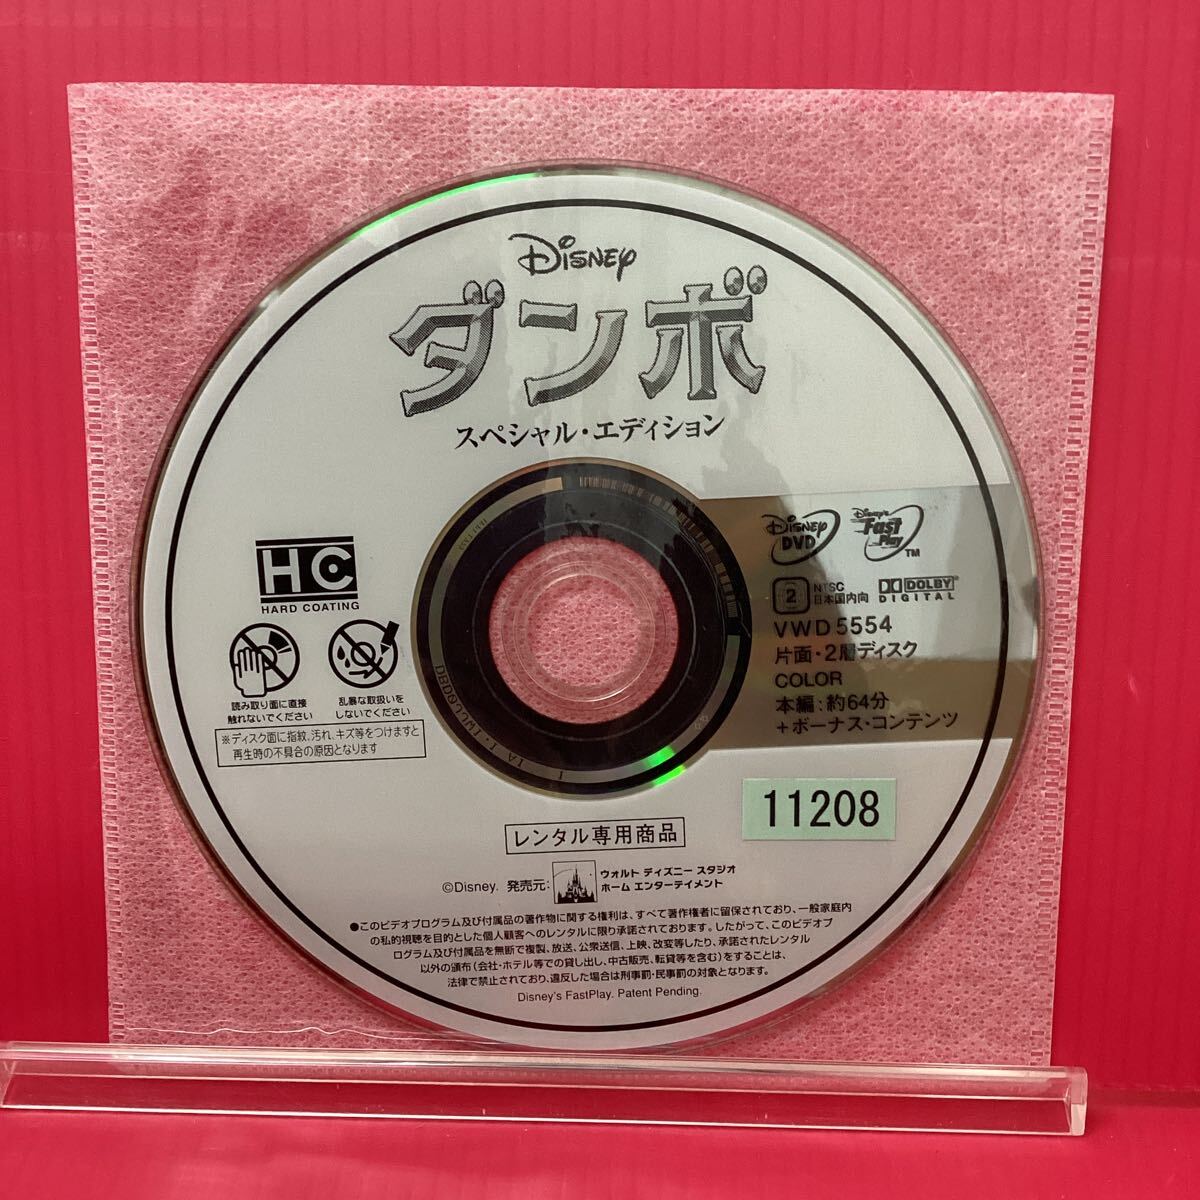 Disney
ダンボ
スペシャル・エディション
HC
HARD COATING
読み取り面に直接
触れないでください
乱暴な取扱いを
しないでください
※ディスク面に指紋、汚れ、キズ等をつけますと
再生時の不具合の原因となります
Disney DVD
Disney's Fast Play ™
2
NTSC
日本国内向
DOLBY
DIGITAL
VWD5554
片面・2層ディスク
COLOR
本編：約64分
+ボーナス・コンテンツ
11208
レンタル専用商品
©Disney. 発売元:
ウォルト ディズニー スタジオ
ホーム エンターテイメント
●このビデオプログラム及び付属品の著作物に関する権利は、すべて著作権者に留保されており、一般家庭内
の私的視聴を目的とした個人顧客へのレンタルに限り承諾されております。したがって、このビデオプ
ログラム及び付属品を無断で複製、放送、公衆送信、上映、改変等したり、承諾されたレンタル
以外の頒布（会社・ホテル等での貸し出し、中古販売、転貸等を含む）をすることは、
法律で禁止されており、違反した場合は刑事罰・民事罰の対象となります。
Disney's FastPlay. Patent Pending.